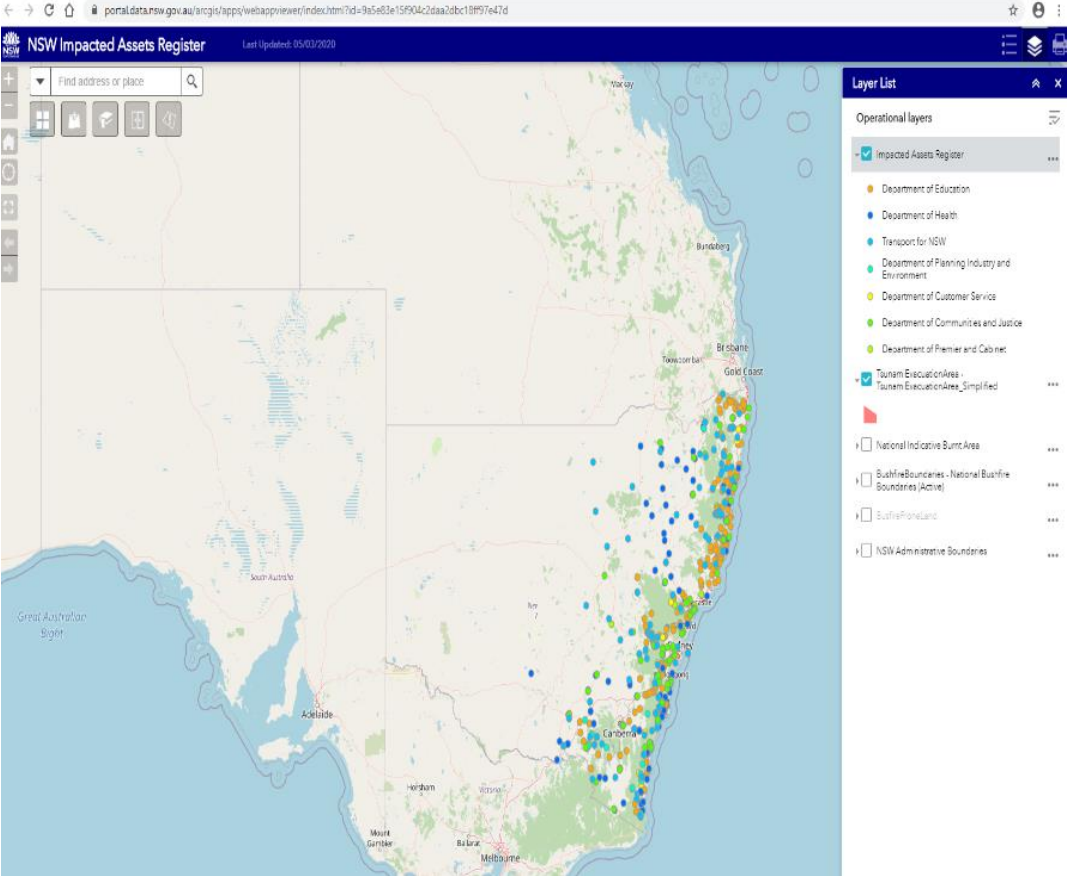 portal.data.nsw.gov.au/arcgis/apps/webappviewer/index.html?id=9a5e83e15f904c2daa2dbc18ff97e47d
NSW
NSW Impacted Assets Register
Last Updated: 05/03/2020
Find address or place
Layer List
Operational layers
Impacted Assets Register
Department of Education
Department of Health
Transport for NSW
Department of Planning Industry and
Environment
Department of Customer Service
Department of Communities and Justice
Department of Premier and Cabinet
Tsunami EvacuationArea -
Tsunami EvacuationArea_Simplified
National Indicative Burnt Area
BushfireBoundaries - National Bushfire
Boundaries (Active)
BusfireProneLand
NSW Administrative Boundaries
Mackay
Bundaberg
Brisbane
Toowoomba
Gold Coast
South Australia
Great Australian
Bight
Adelaide
Canberra
Horsham
Victoria
Mount
Gambier
Ballarat
Melbourne